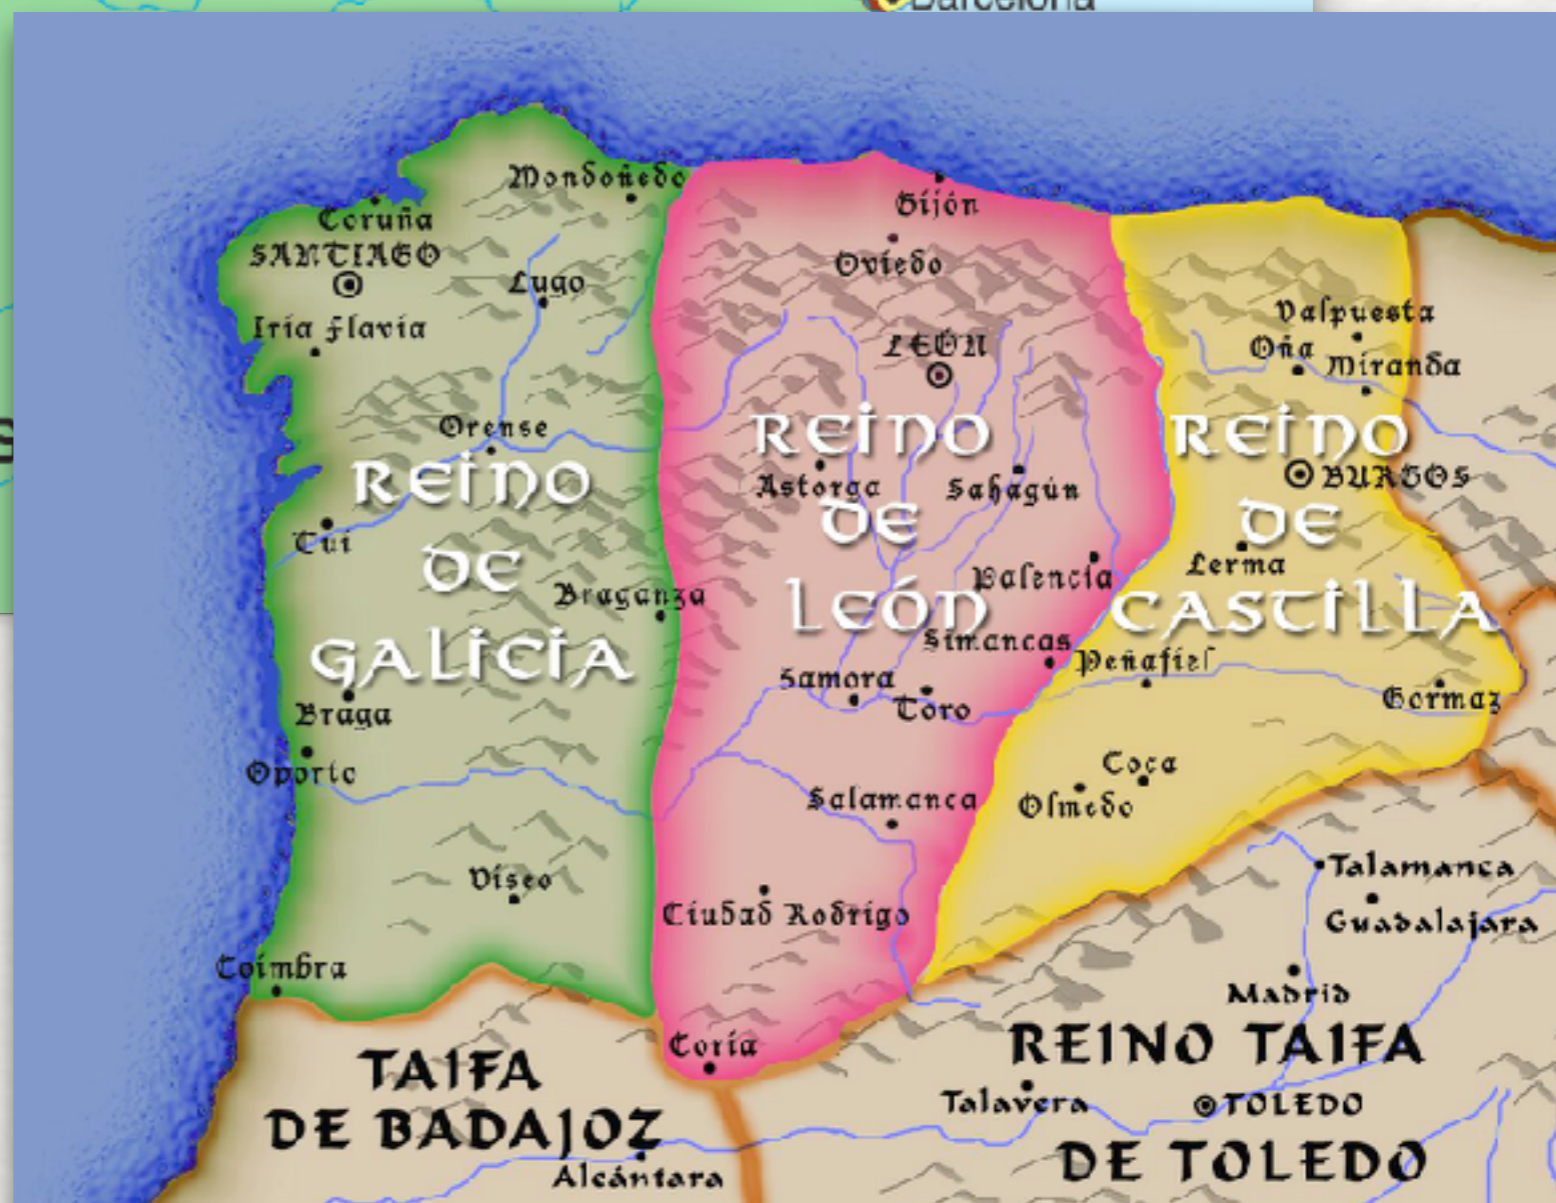 Barcelona
s
Mondoñedo
Coruña
SANTIAGO
Lugo
Iria Flavia
Orense
REINO
DE
GALICIA
Tui
Braganza
Braga
Oporto
Viseo
Coimbra
Gijón
Oviedo
LEÓN
REINO
DE
LEÓN
Astorga
Sahagún
Palencia
Simancas
Samora
Toro
Salamanca
Ciudad Rodrigo
Coria
Valpuesta
Oña
Miranda
REINO
DE
CASTILLA
BURGOS
Lerma
Peñafiel
Gormaz
Coca
Olmedo
Talamanca
Guadalajara
Madrid
REINO TAIFA
DE TOLEDO
Talavera
TOLEDO
TAIFA
DE BADAJOZ
Alcántara